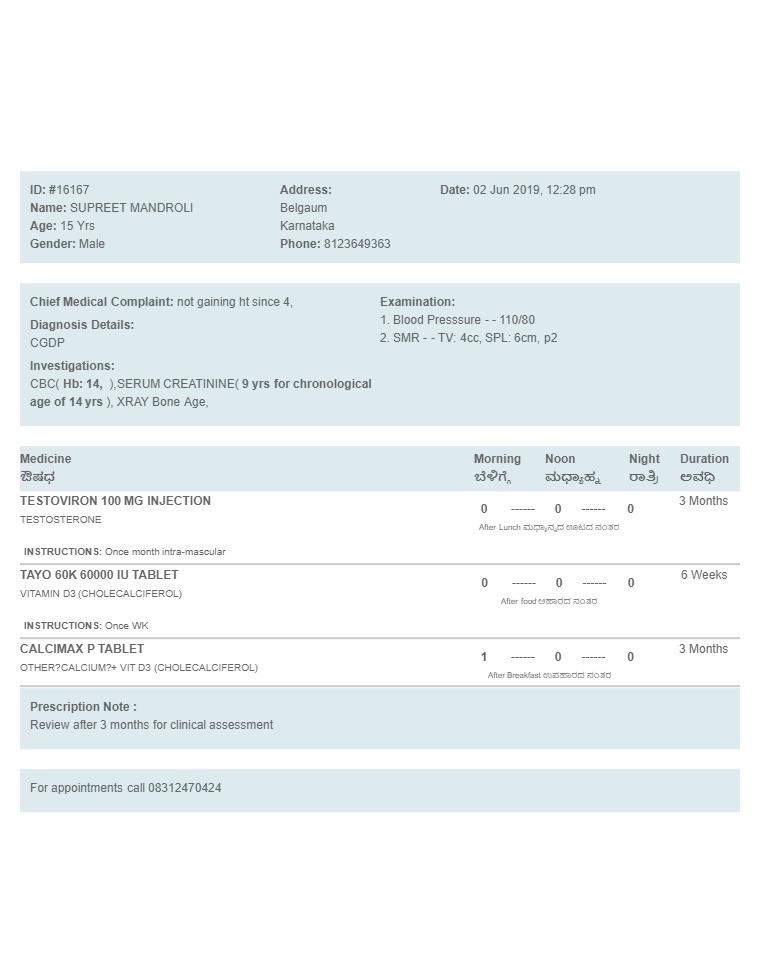 ID: #16167
Name: SUPREET MANDROLI
Age: 15 Yrs
Gender: Male
Address:
Belgaum
Karnataka
Phone: 8123649363
Date: 02 Jun 2019, 12:28 pm
Chief Medical Complaint: not gaining ht since 4,
Diagnosis Details:
CGDP
Investigations:
CBC( Hb: 14, ),SERUM CREATININE( 9 yrs for chronological
age of 14 yrs ), XRAY Bone Age,
Examination:
1. Blood Presssure - - 110/80
2. SMR - - TV: 4cc, SPL: 6cm, p2
Medicine Morning Noon Night Duration
ಔಷಧ ಬೆಳಿಗ್ಗೆ ಮಧ್ಯಾಹ್ನ ರಾತ್ರಿ ಅವಧಿ
TESTOVIRON 100 MG INJECTION 0 ------ 0 ------ 0 3 Months
TESTOSTERONE
After Lunch ಮಧ್ಯಾನ್ನದ ಊಟದ ನಂತರ
INSTRUCTIONS: Once month intra-mascular
TAYO 60K 60000 IU TABLET 0 ------ 0 ------ 0 6 Weeks
VITAMIN D3 (CHOLECALCIFEROL)
After food ಆಹಾರದ ನಂತರ
INSTRUCTIONS: Once WK
CALCIMAX P TABLET 1 ------ 0 ------ 0 3 Months
OTHER?CALCIUM?+ VIT D3 (CHOLECALCIFEROL)
After Breakfast ಉಪಹಾರದ ನಂತರ
Prescription Note :
Review after 3 months for clinical assessment
For appointments call 08312470424